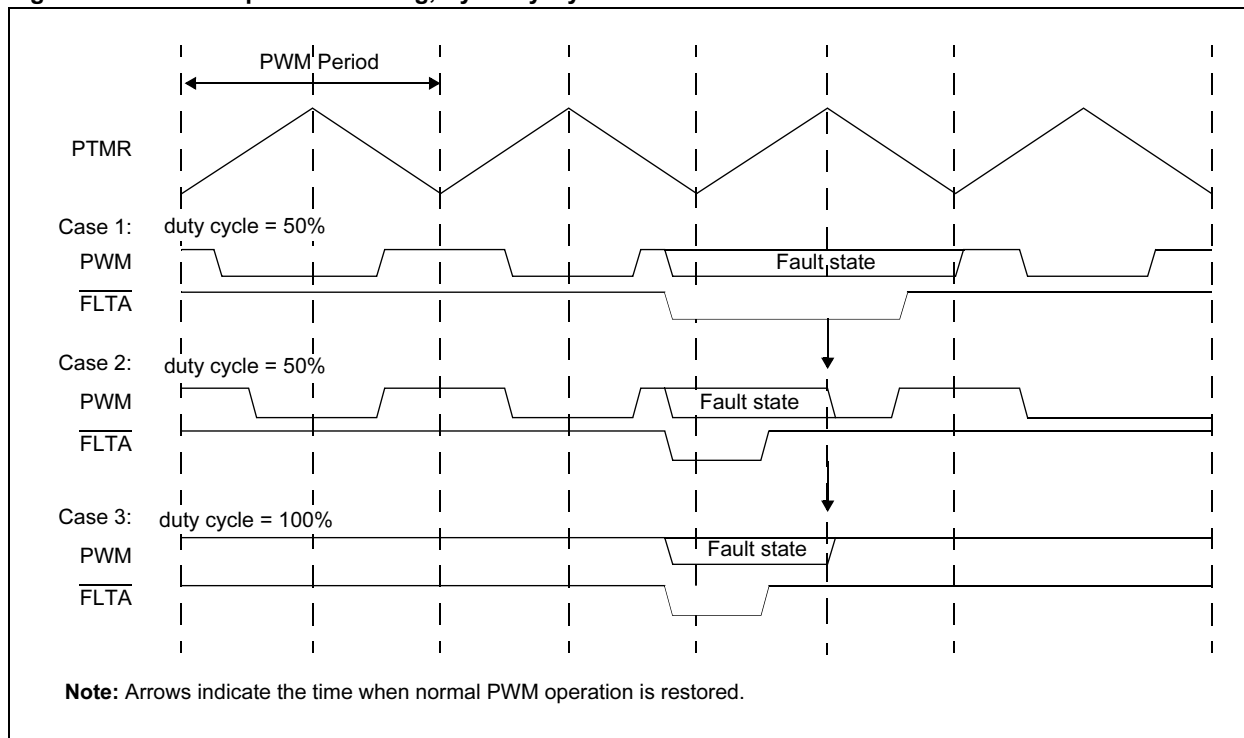 PWM Period
PTMR
Case 1: duty cycle = 50%
PWM Fault state
FLTA
Case 2: duty cycle = 50%
PWM Fault state
FLTA
Case 3: duty cycle = 100%
PWM Fault state
FLTA
Note: Arrows indicate the time when normal PWM operation is restored.